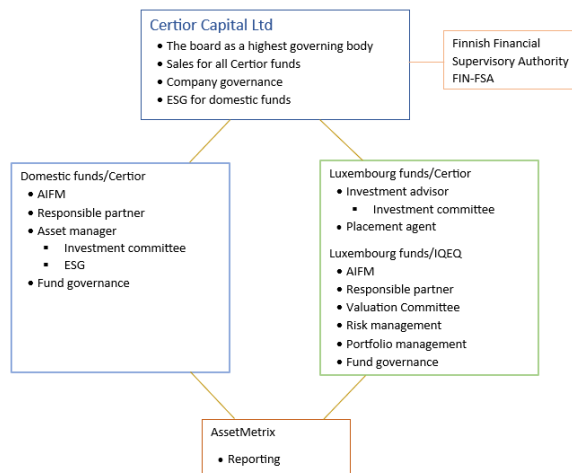 Certior Capital Ltd
• The board as a highest governing body
• Sales for all Certior funds
• Company governance
• ESG for domestic funds
Finnish Financial
Supervisory Authority
FIN-FSA
Domestic funds/Certior
• AIFM
• Responsible partner
• Asset manager
▪ Investment committee
▪ ESG
• Fund governance
Luxembourg funds/Certior
• Investment advisor
▪ Investment committee
• Placement agent
Luxembourg funds/IQEQ
• AIFM
• Responsible partner
• Valuation Committee
• Risk management
• Portfolio management
• Fund governance
AssetMetrix
• Reporting